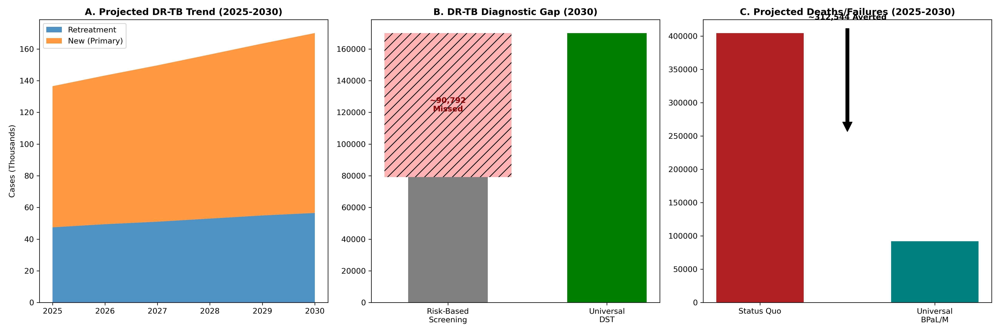 A. Projected DR-TB Trend (2025-2030)
Retreatment
New (Primary)
Cases (Thousands)
160
140
120
100
80
60
40
20
0
2025 2026 2027 2028 2029 2030
B. DR-TB Diagnostic Gap (2030)
160000
140000
120000
100000
80000
60000
40000
20000
0
~90,792
Missed
Risk-Based
Screening
Universal
DST
C. Projected Deaths/Failures (2025-2030)
~312,544 Averted
400000
350000
300000
250000
200000
150000
100000
50000
0
Status Quo
Universal
BPaL/M